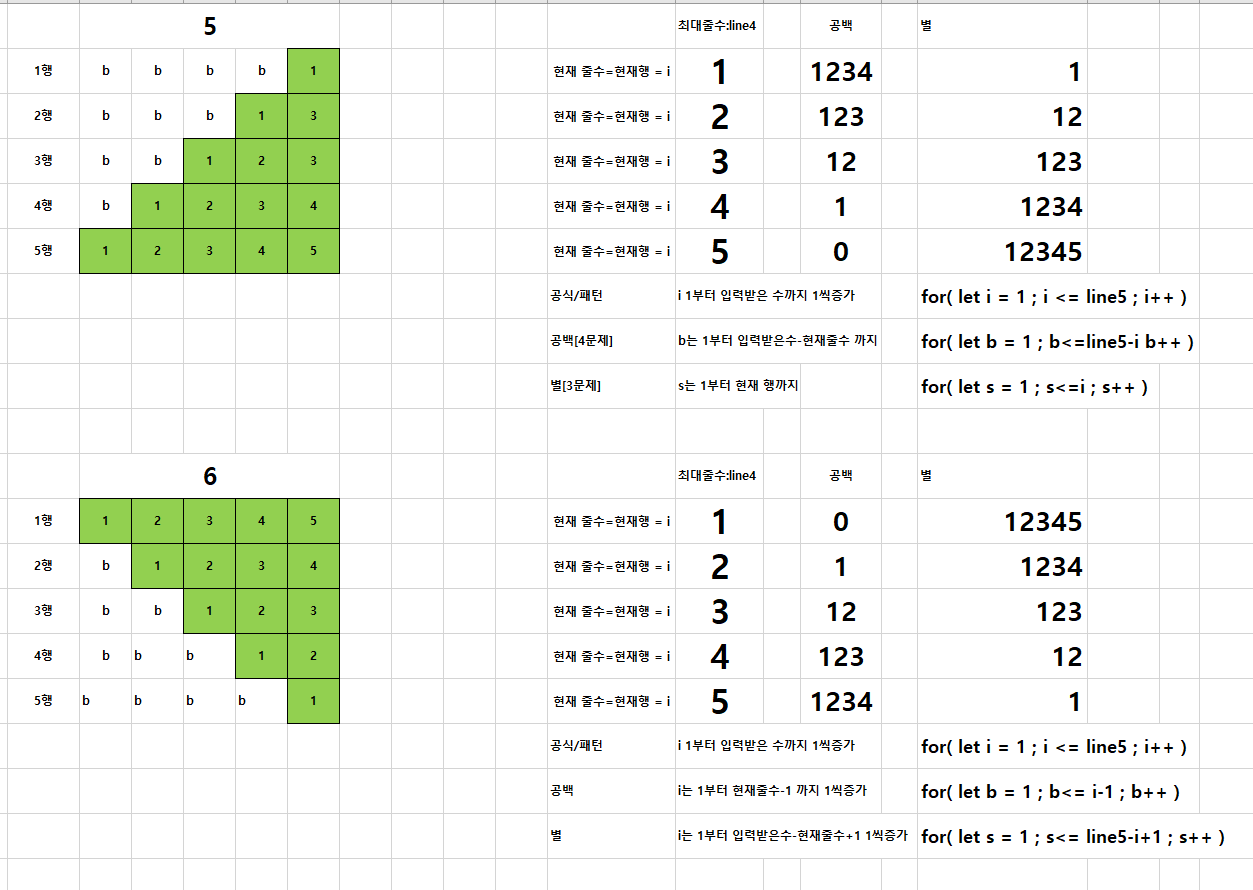 5 최대줄수:line4 공백 별
1행 b b b b 1 현재 줄수=현재행 = i 1 1234 1
2행 b b b 1 3 현재 줄수=현재행 = i 2 123 12
3행 b b 1 2 3 현재 줄수=현재행 = i 3 12 123
4행 b 1 2 3 4 현재 줄수=현재행 = i 4 1 1234
5행 1 2 3 4 5 현재 줄수=현재행 = i 5 0 12345
공식/패턴 i 1부터 입력받은 수까지 1씩증가 for( let i = 1 ; i <= line5 ; i++ )
공백[4문제] b는 1부터 입력받은수-현재줄수 까지 for( let b = 1 ; b<=line5-i b++ )
별[3문제] s는 1부터 현재 행까지 for( let s = 1 ; s<=i ; s++ )
6 최대줄수:line4 공백 별
1행 1 2 3 4 5 현재 줄수=현재행 = i 1 0 12345
2행 b 1 2 3 4 현재 줄수=현재행 = i 2 1 1234
3행 b b 1 2 3 현재 줄수=현재행 = i 3 12 123
4행 b b b 1 2 현재 줄수=현재행 = i 4 123 12
5행 b b b b 1 현재 줄수=현재행 = i 5 1234 1
공식/패턴 i 1부터 입력받은 수까지 1씩증가 for( let i = 1 ; i <= line5 ; i++ )
공백 i는 1부터 현재줄수-1 까지 1씩증가 for( let b = 1 ; b<= i-1 ; b++ )
별 i는 1부터 입력받은수-현재줄수+1 1씩증가 for( let s = 1 ; s<= line5-i+1 ; s++ )